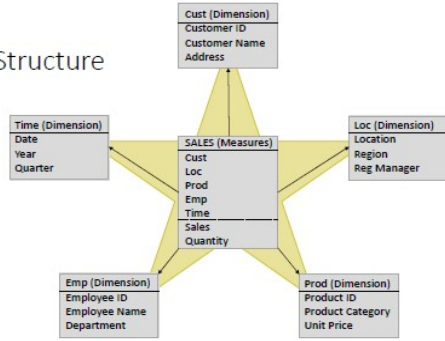 Structure
Cust (Dimension)
Customer ID
Customer Name
Address
Time (Dimension)
Date
Year
Quarter
SALES (Measures)
Cust
Loc
Prod
Emp
Time
Sales
Quantity
Loc (Dimension)
Location
Region
Reg Manager
Emp (Dimension)
Employee ID
Employee Name
Department
Prod (Dimension)
Product ID
Product Category
Unit Price